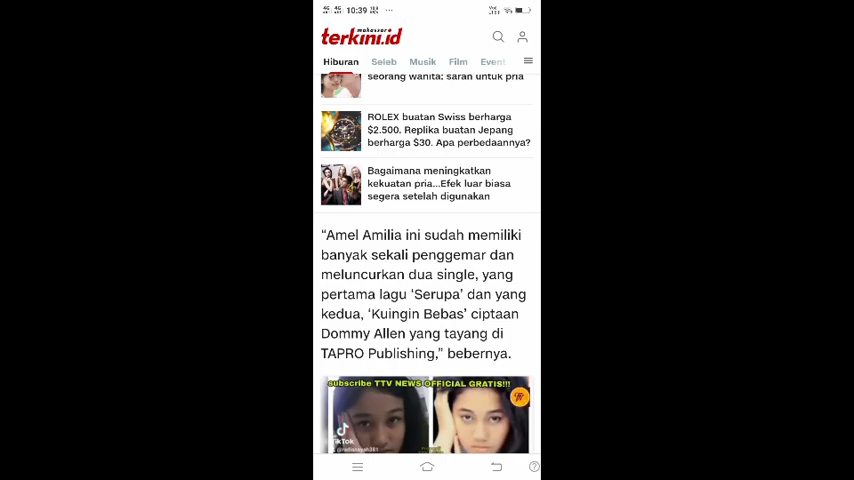 10:39
makassar
terkini.id
Hiburan Seleb Musik Film Event
seorang wanita: saran untuk pria
ROLEX buatan Swiss berharga
$2.500. Replika buatan Jepang
berharga $30. Apa perbedaannya?
Bagaimana meningkatkan
kekuatan pria...Efek luar biasa
segera setelah digunakan
“Amel Amilia ini sudah memiliki
banyak sekali penggemar dan
meluncurkan dua single, yang
pertama lagu ‘Serupa’ dan yang
kedua, ‘Kuingin Bebas’ ciptaan
Dommy Allen yang tayang di
TAPRO Publishing,” bebernya.
subscribe TTV NEWS OFFICIAL GRATIS!!!
TikTok